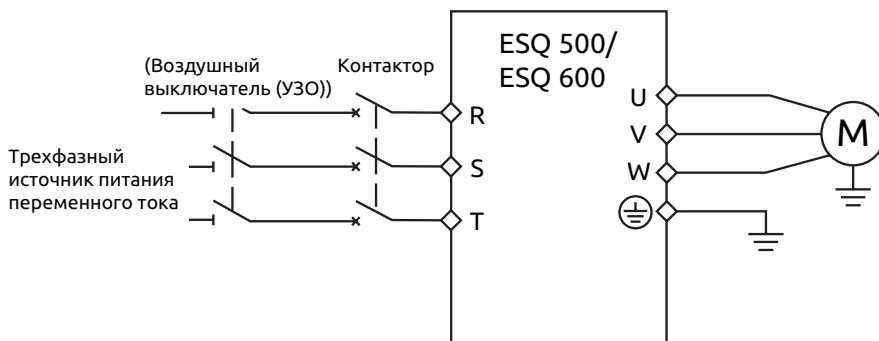 ESQ 500/
ESQ 600
(Воздушный
выключатель (УЗО))
Контактор
R
S
T
U
V
W
M
Трехфазный
источник питания
переменного тока